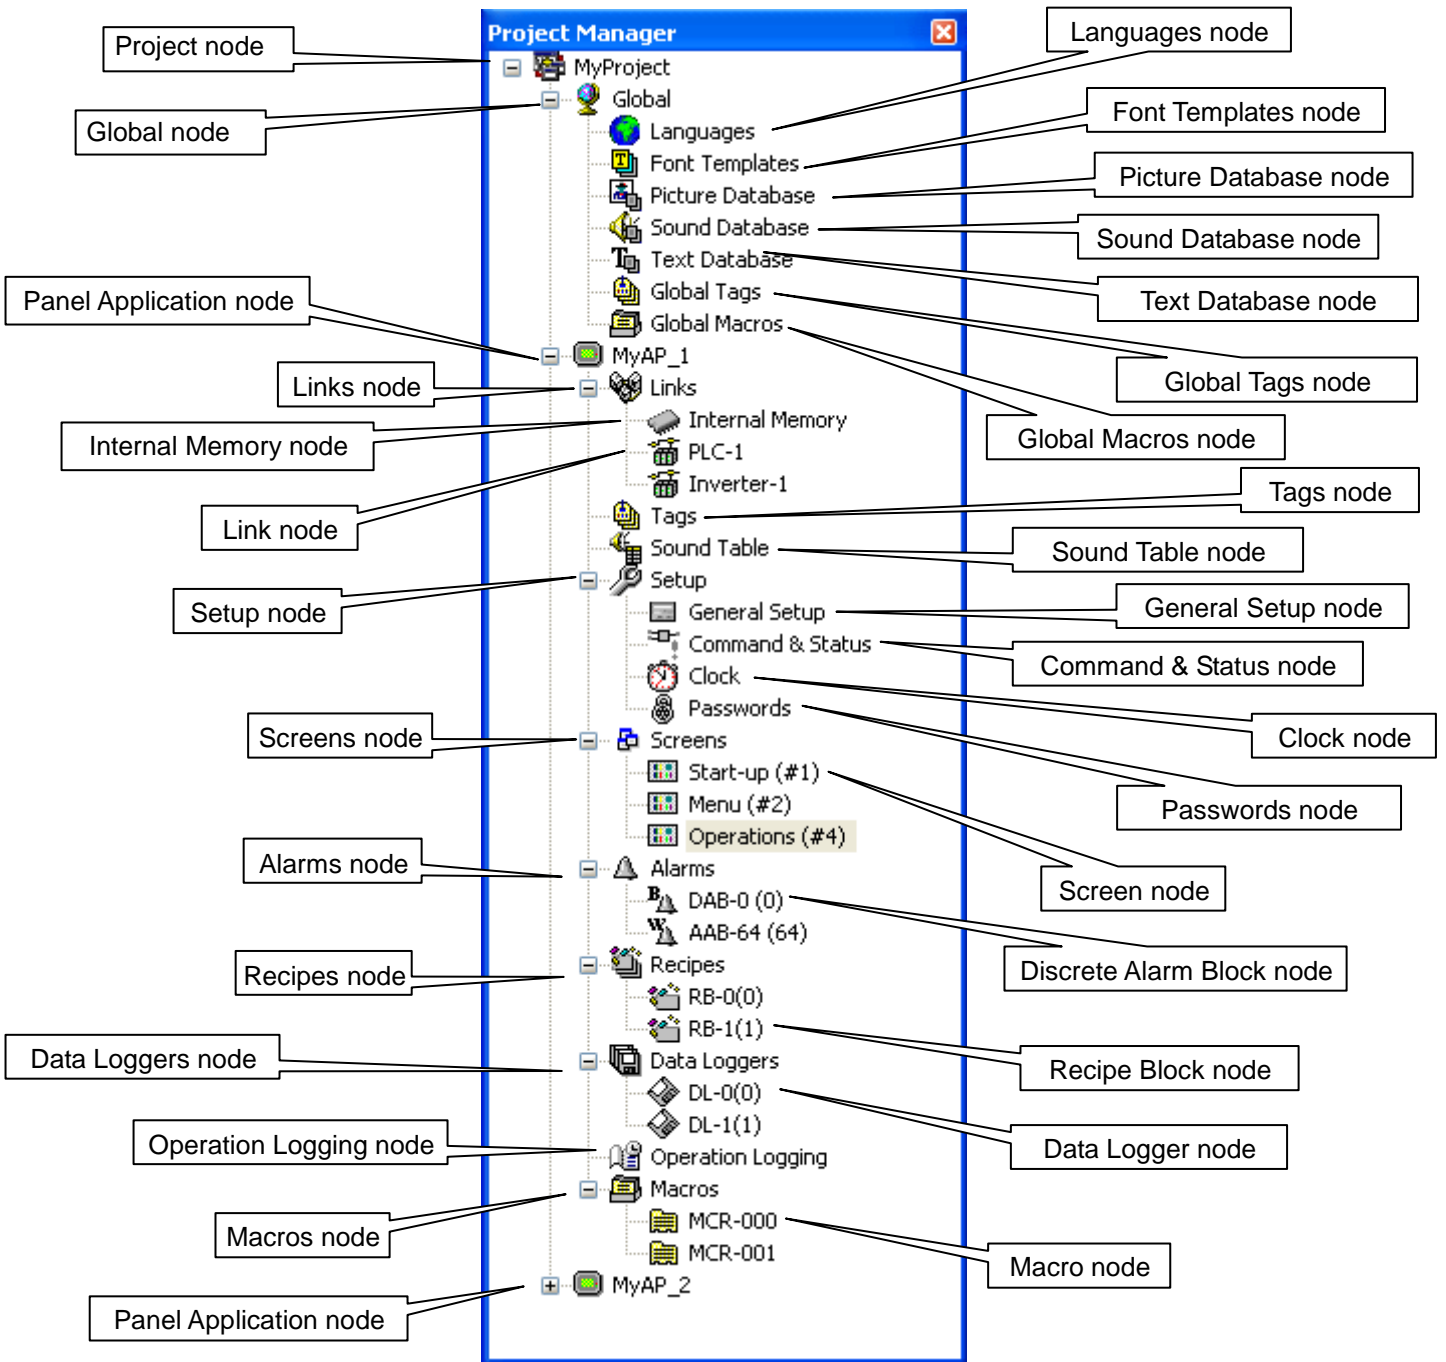 Project Manager
Project node
Languages node
MyProject
Global
Global node
Languages
Font Templates node
Font Templates
Picture Database node
Picture Database
Sound Database
Sound Database node
Text Database
Panel Application node
Global Tags
Text Database node
Global Macros
MyAP_1
Links node
Links
Global Tags node
Internal Memory node
Internal Memory
Global Macros node
PLC-1
Inverter-1
Tags node
Link node
Tags
Sound Table
Sound Table node
Setup
Setup node
General Setup
General Setup node
Command & Status
Command & Status node
Clock
Passwords
Screens node
Screens
Clock node
Start-up (#1)
Menu (#2)
Passwords node
Operations (#4)
Alarms node
Alarms
Screen node
DAB-0 (0)
AAB-64 (64)
Recipes node
Recipes
Discrete Alarm Block node
RB-0(0)
RB-1(1)
Data Loggers node
Data Loggers
Recipe Block node
DL-0(0)
DL-1(1)
Operation Logging node
Operation Logging
Data Logger node
Macros
MCR-000
Macros node
MCR-001
Macro node
MyAP_2
Panel Application node